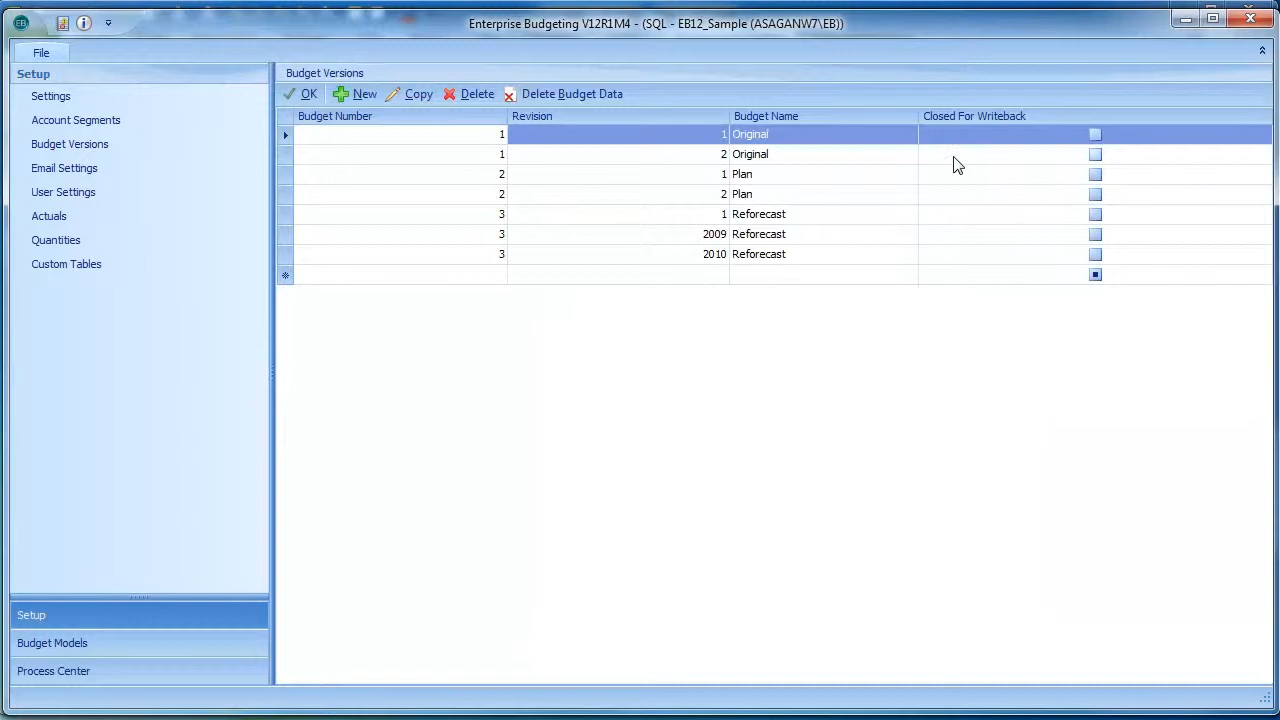 EB
Enterprise Budgeting V12R1M4 - (SQL - EB12_Sample (ASAGANW7\EB))
File
Setup
Settings
Account Segments
Budget Versions
Email Settings
User Settings
Actuals
Quantities
Custom Tables
Setup
Budget Models
Process Center
Budget Versions
OK New Copy Delete Delete Budget Data
Budget Number Revision Budget Name Closed For Writeback
1 1 Original
1 2 Original
2 1 Plan
2 2 Plan
3 1 Reforecast
3 2009 Reforecast
3 2010 Reforecast